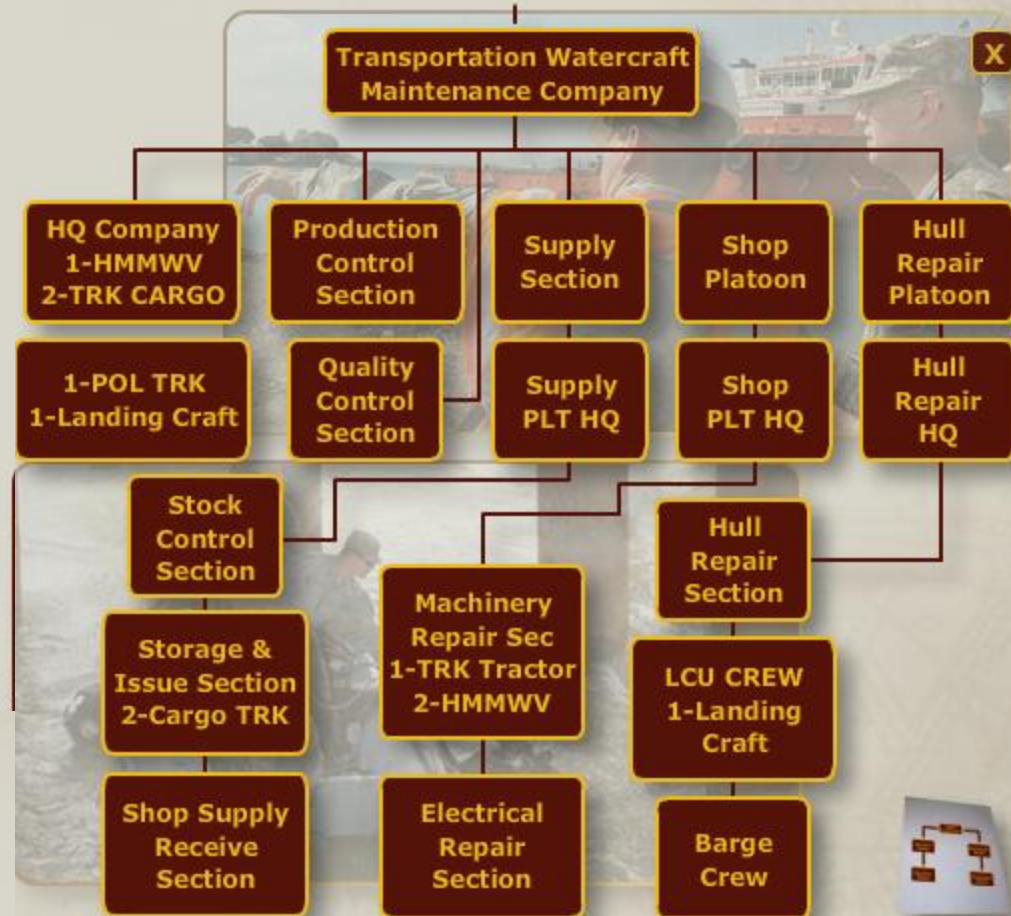 Transportation Watercraft
Maintenance Company
X
HQ Company
1-HMMWV
2-TRK CARGO
Production
Control
Section
Supply
Section
Shop
Platoon
Hull
Repair
Platoon
1-POL TRK
1-Landing Craft
Quality
Control
Section
Supply
PLT HQ
Shop
PLT HQ
Hull
Repair
HQ
Stock
Control
Section
Hull
Repair
Section
Machinery
Repair Sec
1-TRK Tractor
2-HMMWV
Storage &
Issue Section
2-Cargo TRK
LCU CREW
1-Landing
Craft
Shop Supply
Receive
Section
Electrical
Repair
Section
Barge
Crew